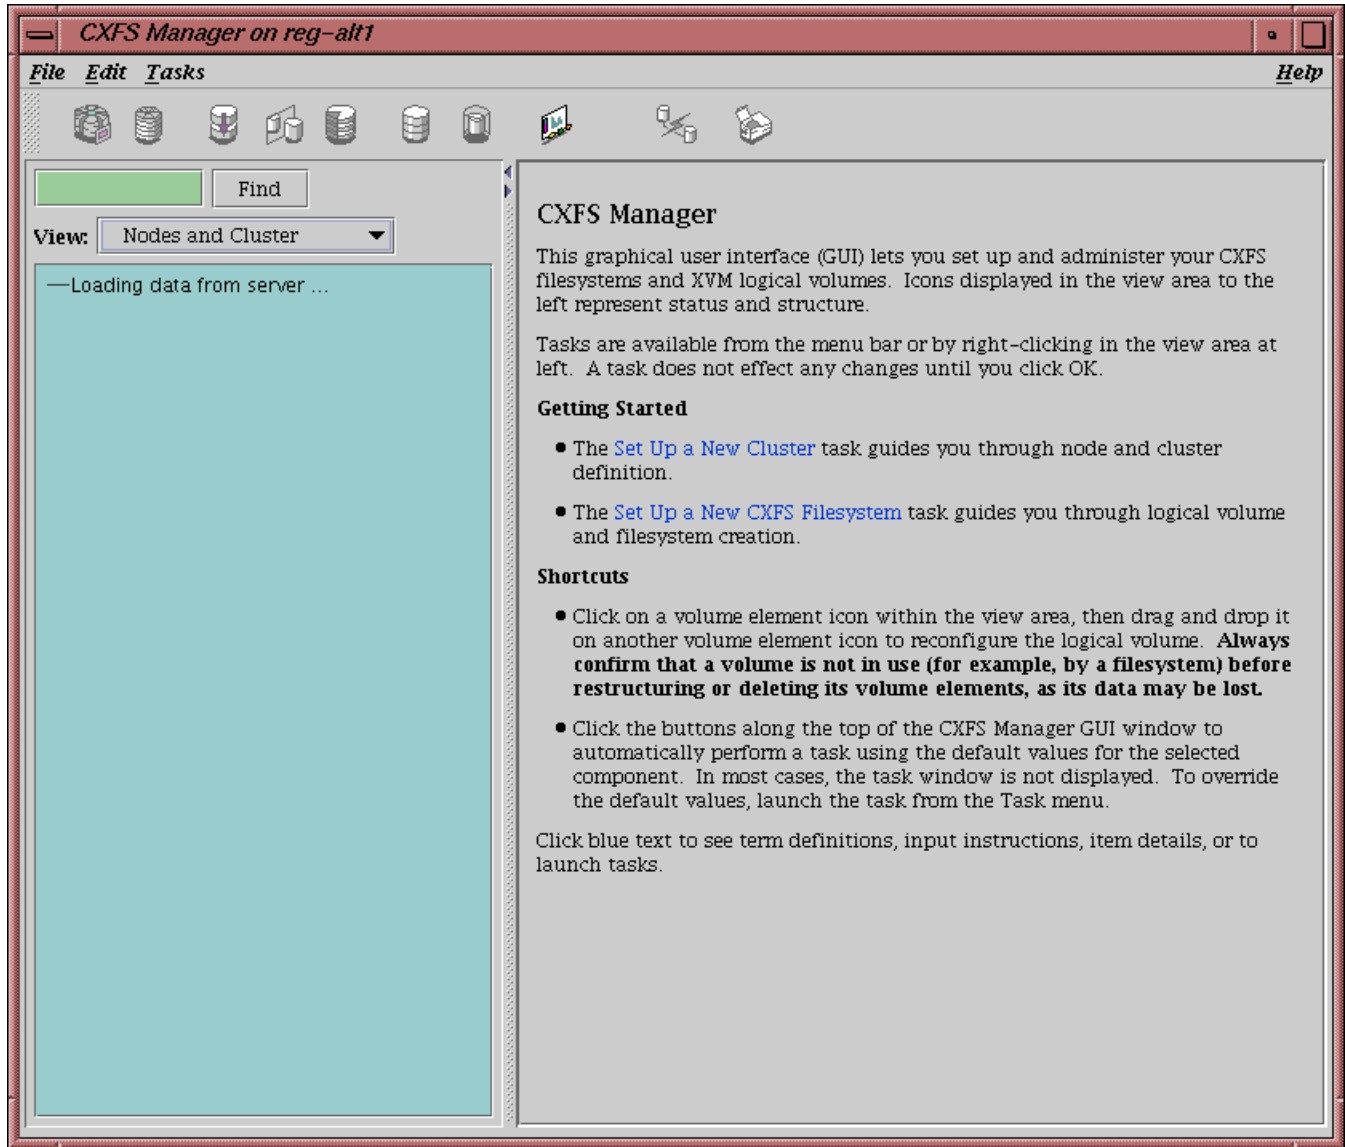 CXFS Manager on reg-alt1
File Edit Tasks Help
Find
View: Nodes and Cluster
Loading data from server ...
CXFS Manager
This graphical user interface (GUI) lets you set up and administer your CXFS
filesystems and XVM logical volumes. Icons displayed in the view area to the
left represent status and structure.
Tasks are available from the menu bar or by right-clicking in the view area at
left. A task does not effect any changes until you click OK.
Getting Started
• The Set Up a New Cluster task guides you through node and cluster
definition.
• The Set Up a New CXFS Filesystem task guides you through logical volume
and filesystem creation.
Shortcuts
• Click on a volume element icon within the view area, then drag and drop it
on another volume element icon to reconfigure the logical volume. Always
confirm that a volume is not in use (for example, by a filesystem) before
restructuring or deleting its volume elements, as its data may be lost.
• Click the buttons along the top of the CXFS Manager GUI window to
automatically perform a task using the default values for the selected
component. In most cases, the task window is not displayed. To override
the default values, launch the task from the Task menu.
Click blue text to see term definitions, input instructions, item details, or to
launch tasks.